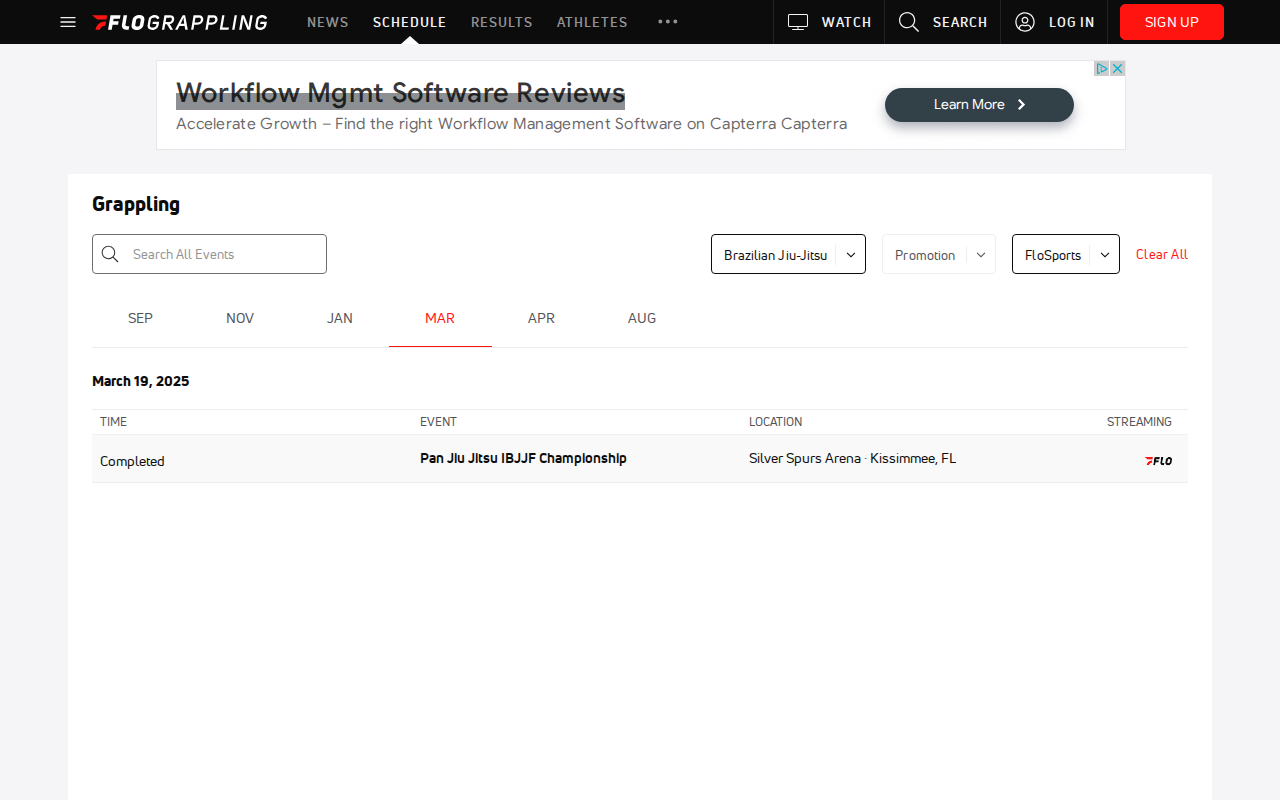 FLOGRAPPLING NEWS SCHEDULE RESULTS ATHLETES WATCH SEARCH LOG IN SIGN UP
Workflow Mgmt Software Reviews
Accelerate Growth – Find the right Workflow Management Software on Capterra Capterra
Learn More
Grappling
Search All Events
Brazilian Jiu-Jitsu
Promotion
FloSports
Clear All
SEP NOV JAN MAR APR AUG
March 19, 2025
TIME EVENT LOCATION STREAMING
Completed Pan Jiu Jitsu IBJJF Championship Silver Spurs Arena · Kissimmee, FL FLO